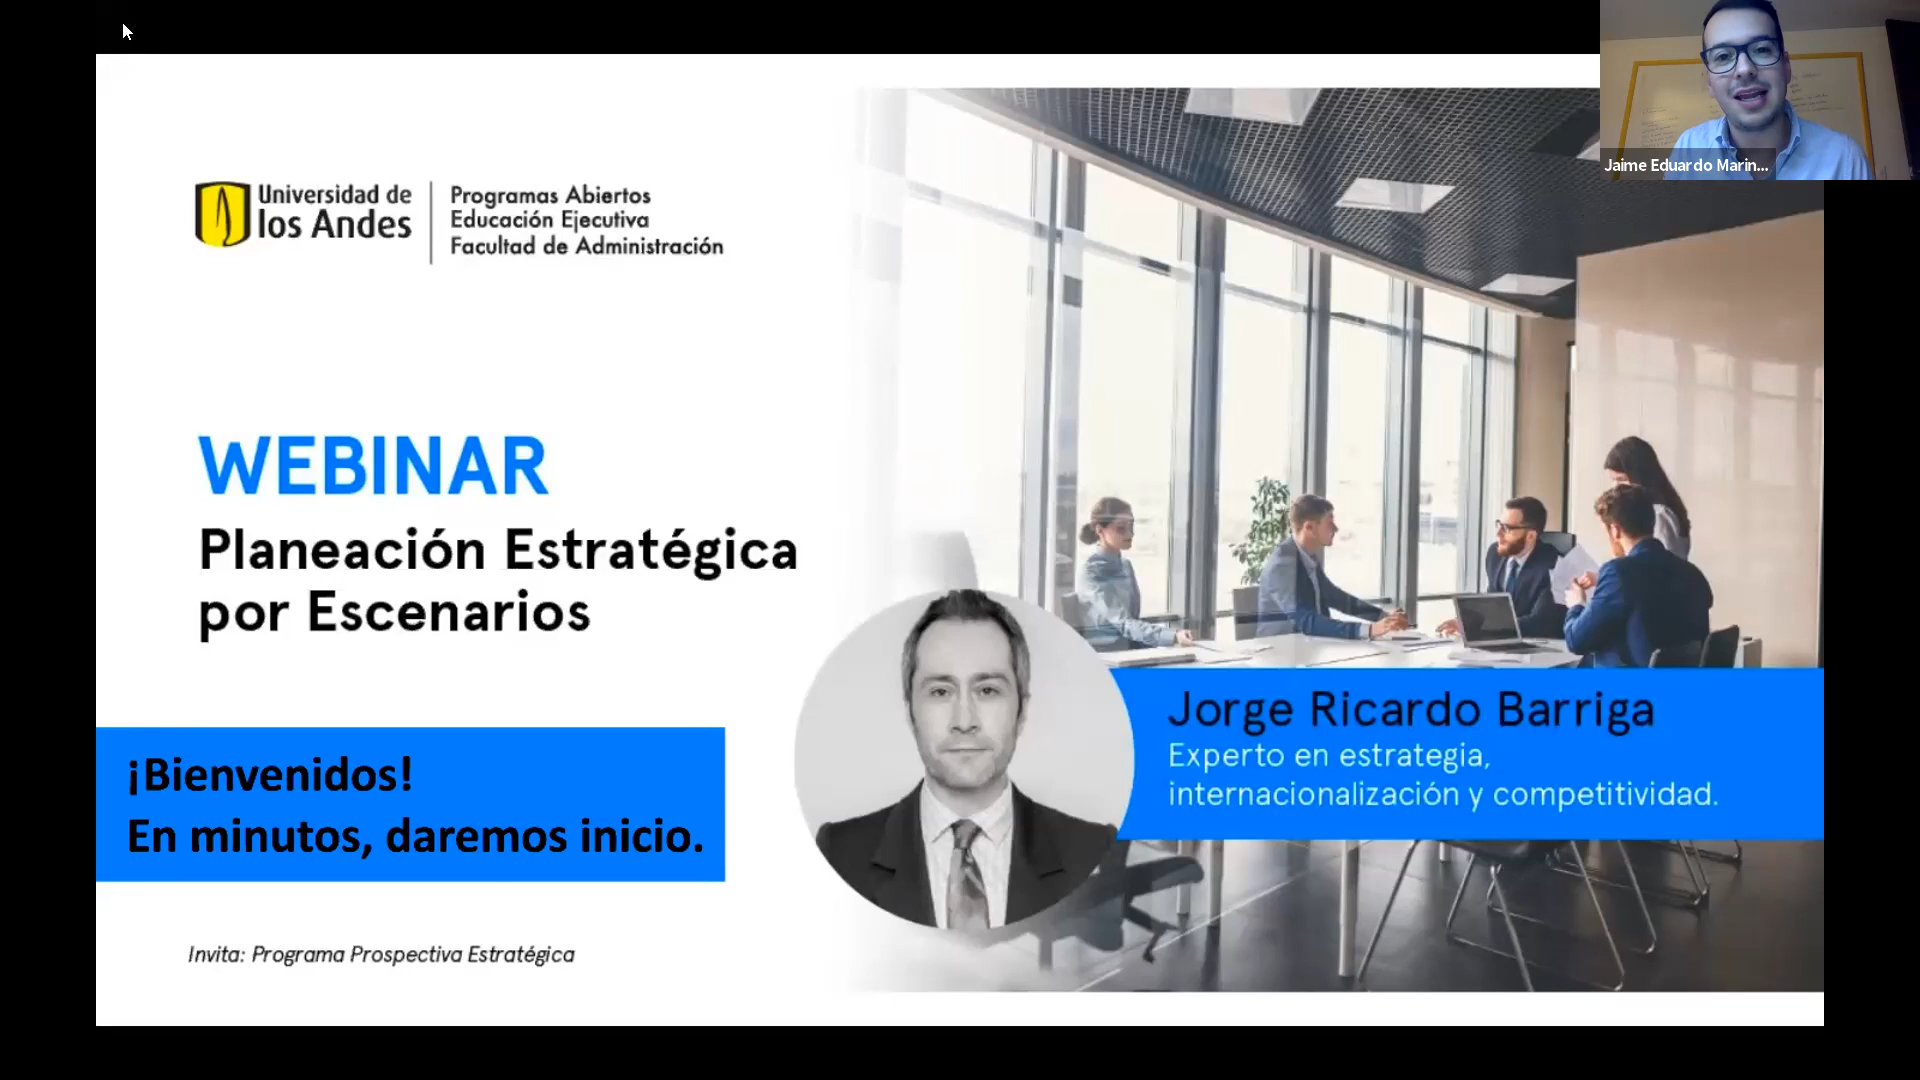 Jaime Eduardo Marin...
Universidad de
los Andes
Programas Abiertos
Educación Ejecutiva
Facultad de Administración
WEBINAR
Planeación Estratégica
por Escenarios
¡Bienvenidos!
En minutos, daremos inicio.
Jorge Ricardo Barriga
Experto en estrategia,
internacionalización y competitividad.
Invita: Programa Prospectiva Estratégica